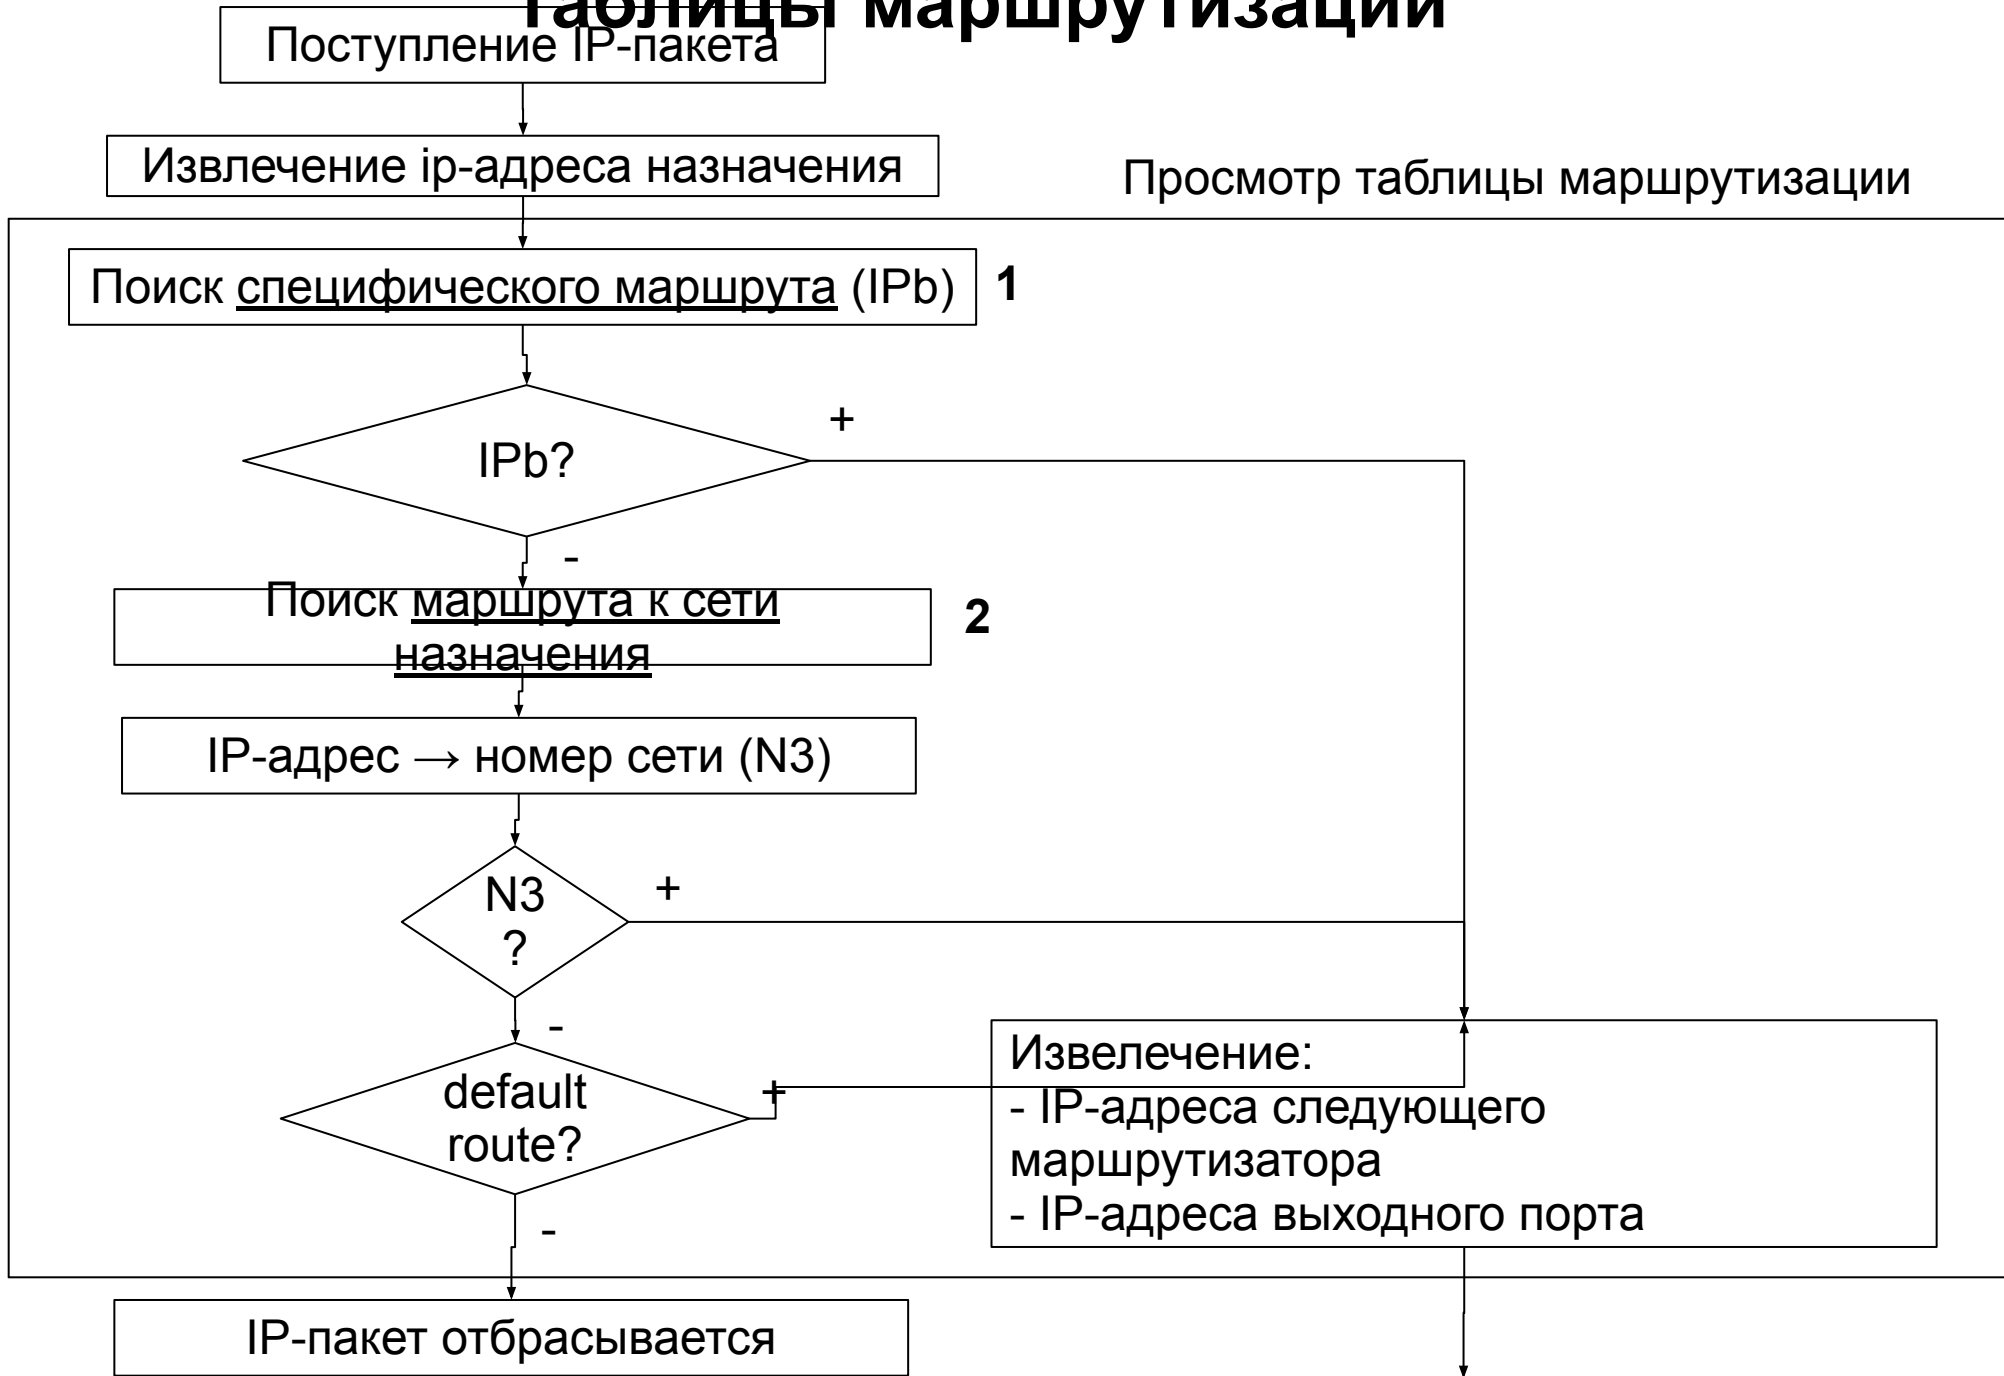 таблицы маршрутизации
Поступление IP-пакета
Извлечение ip-адреса назначения
Просмотр таблицы маршрутизации
Поиск специфического маршрута (IPb)
1
IPb?
+
-
Поиск маршрута к сети
назначения
2
IP-адрес → номер сети (N3)
N3
?
+
-
default
route?
+
-
Извелечение:
- IP-адреса следующего
маршрутизатора
- IP-адреса выходного порта
IP-пакет отбрасывается